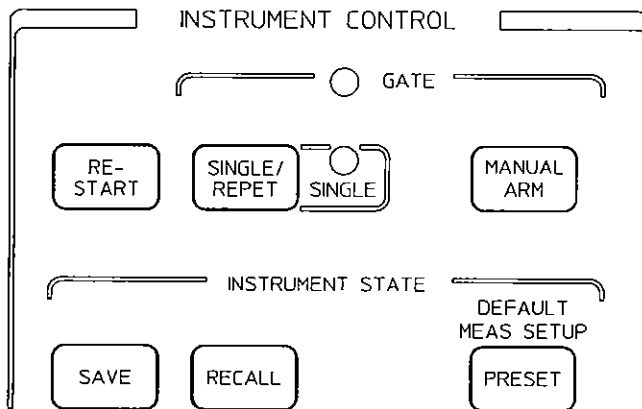 INSTRUMENT CONTROL
GATE
RE-
START
SINGLE/
REPET
SINGLE
MANUAL
ARM
INSTRUMENT STATE
DEFAULT
MEAS SETUP
SAVE
RECALL
PRESET